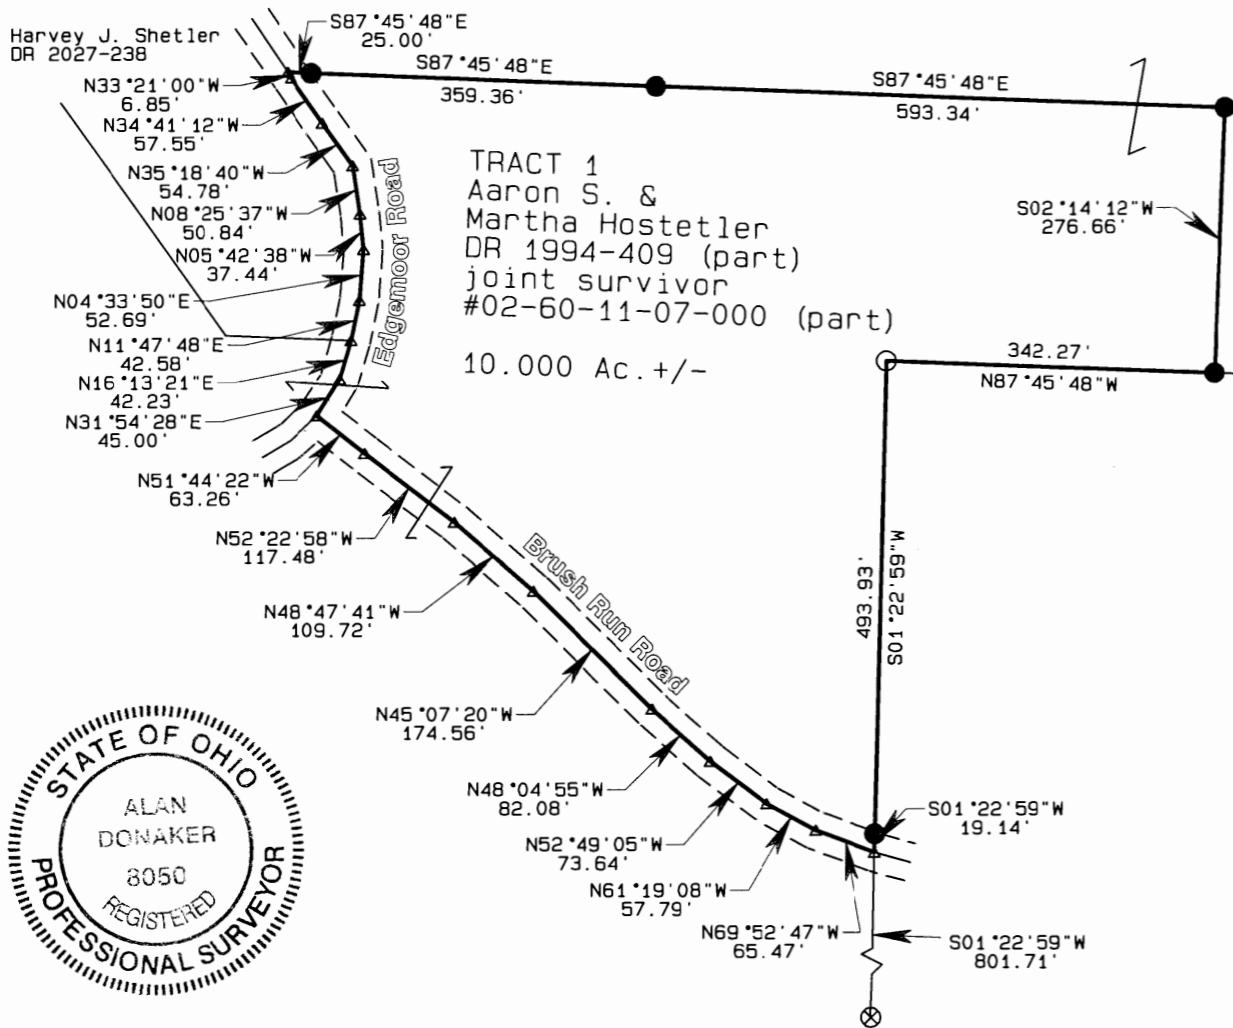 Harvey J. Shetler
DR 2027-238
S87°45'48"E
25.00'
S87°45'48"E
359.36'
S87°45'48"E
593.34'
N33°21'00"W
6.85'
N34°41'12"W
57.55'
N35°18'40"W
54.78'
N08°25'37"W
50.84'
N05°42'38"W
37.44'
N04°33'50"E
52.69'
N11°47'48"E
42.58'
N16°13'21"E
42.23'
N31°54'28"E
45.00'
Edgemoor Road
TRACT 1
Aaron S. &
Martha Hostetler
DR 1994-409 (part)
joint survivor
#02-60-11-07-000 (part)
10.000 Ac.+/-
S02°14'12"W
276.66'
342.27'
N87°45'48"W
493.93'
S01°22'59"W
N51°44'22"W
63.26'
N52°22'58"W
117.48'
N48°47'41"W
109.72'
Brush Run Road
N45°07'20"W
174.56'
N48°04'55"W
82.08'
N52°49'05"W
73.64'
N61°19'08"W
57.79'
N69°52'47"W
65.47'
S01°22'59"W
19.14'
S01°22'59"W
801.71'
STATE OF OHIO
ALAN
DONAKER
8050
REGISTERED
PROFESSIONAL SURVEYOR